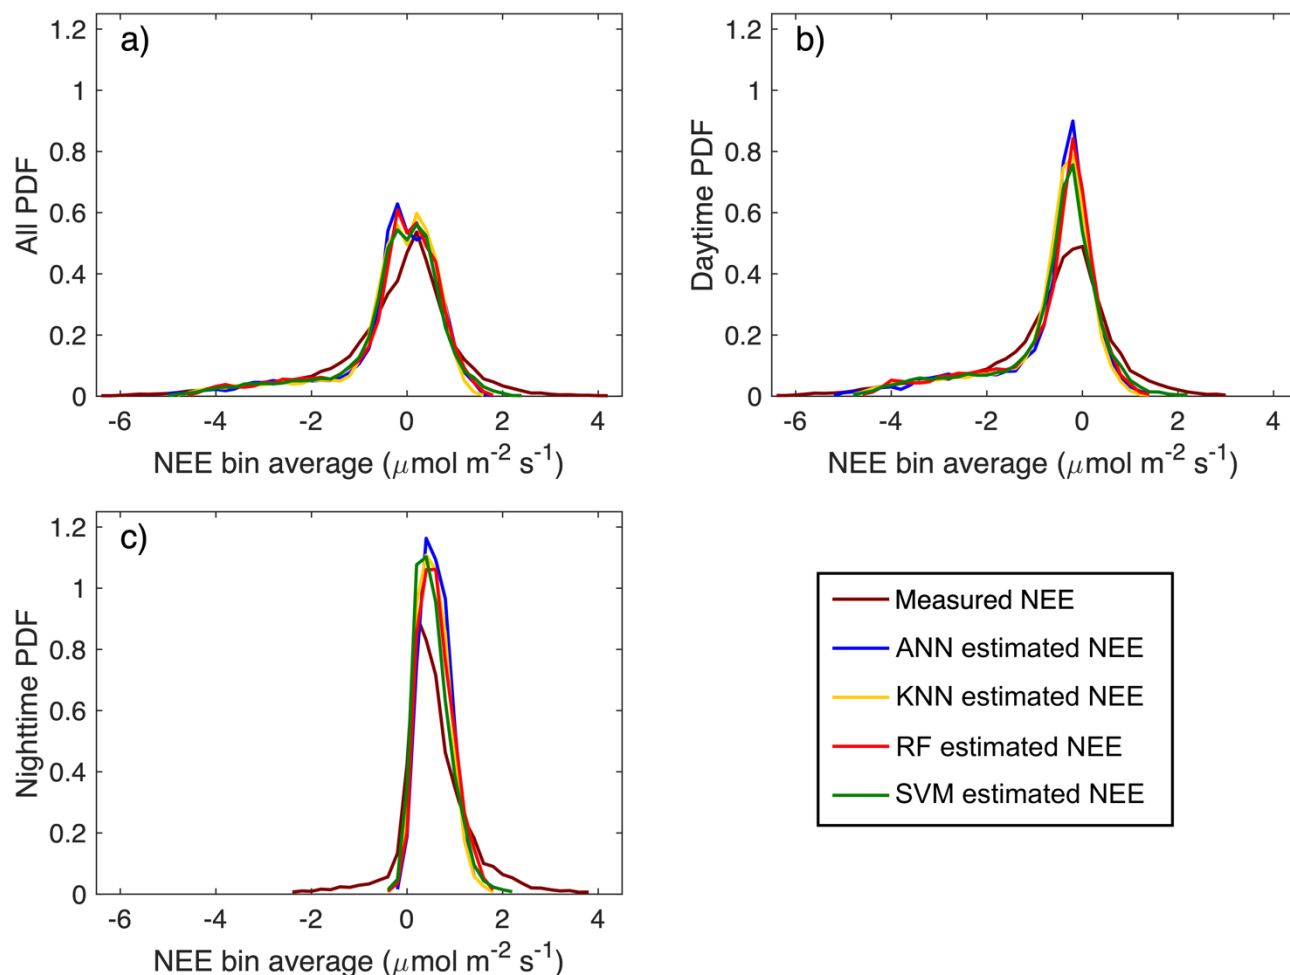 a)
1.2
1
0.8
0.6
0.4
0.2
0
All PDF
-6 -4 -2 0 2 4
NEE bin average (μmol m⁻² s⁻¹)
b)
1.2
1
0.8
0.6
0.4
0.2
0
Daytime PDF
-6 -4 -2 0 2 4
NEE bin average (μmol m⁻² s⁻¹)
c)
1.2
1
0.8
0.6
0.4
0.2
0
Nighttime PDF
-6 -4 -2 0 2 4
NEE bin average (μmol m⁻² s⁻¹)
Measured NEE
ANN estimated NEE
KNN estimated NEE
RF estimated NEE
SVM estimated NEE